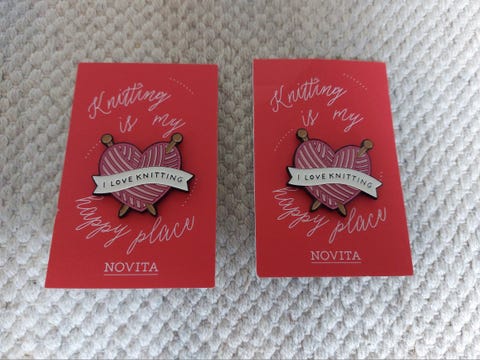 Knitting
is my
I LOVE KNITTING
happy place
NOVITA
Knitting
is my
I LOVE KNITTING
happy place
NOVITA